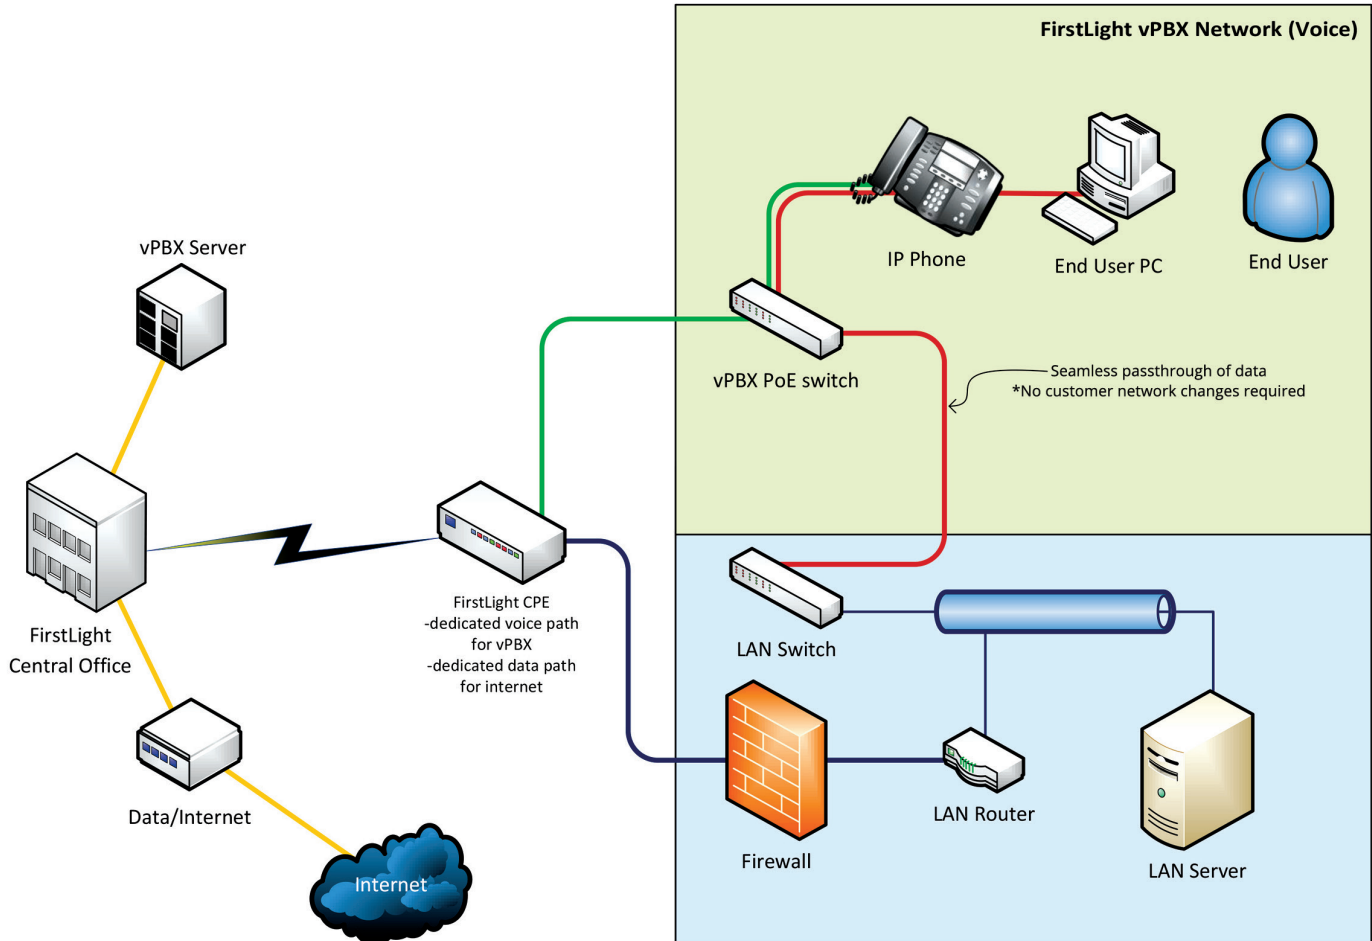 FirstLight vPBX Network (Voice)
IP Phone
End User PC
End User
vPBX Server
vPBX PoE switch
Seamless passthrough of data
*No customer network changes required
FirstLight
Central Office
FirstLight CPE
-dedicated voice path
for vPBX
-dedicated data path
for internet
LAN Switch
Data/Internet
LAN Router
Firewall
LAN Server
Internet